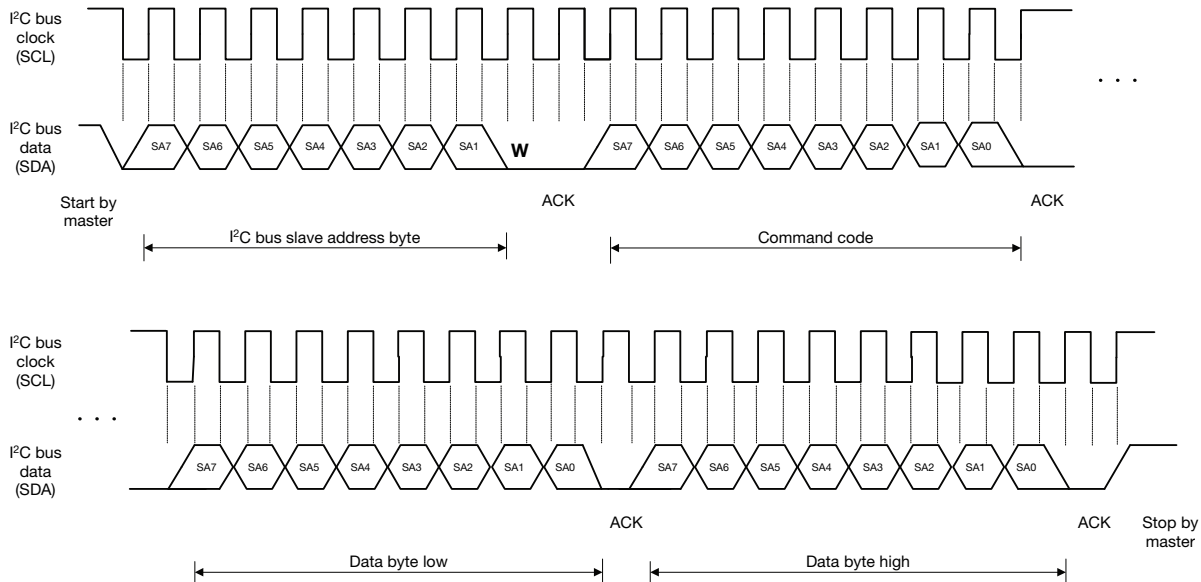 I²C bus
clock
(SCL)
. . .
I²C bus
data
(SDA)
SA7 SA6 SA5 SA4 SA3 SA2 SA1 W SA7 SA6 SA5 SA4 SA3 SA2 SA1 SA0
Start by
master
ACK ACK
I²C bus slave address byte Command code
I²C bus
clock
(SCL)
. . .
I²C bus
data
(SDA)
SA7 SA6 SA5 SA4 SA3 SA2 SA1 SA0 SA7 SA6 SA5 SA4 SA3 SA2 SA1 SA0
ACK ACK Stop by
master
Data byte low Data byte high